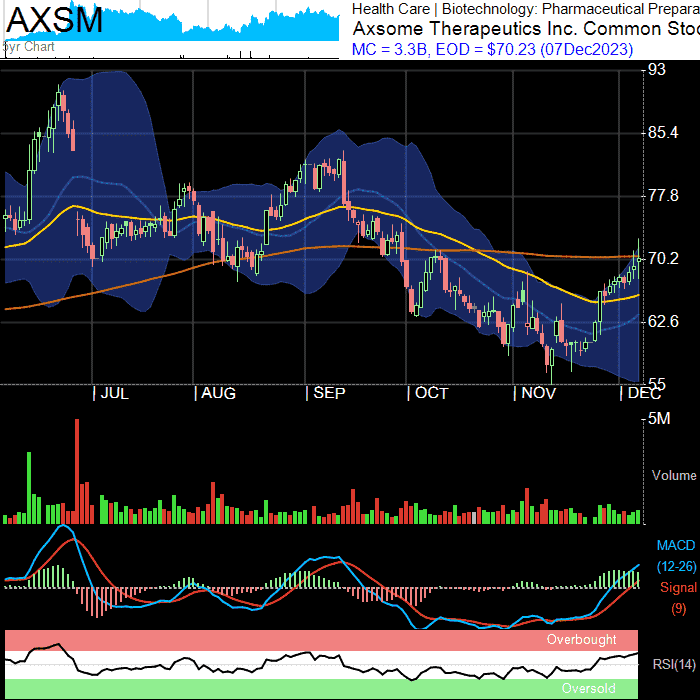 AXSM
5yr Chart
Health Care | Biotechnology: Pharmaceutical Prepara
Axsome Therapeutics Inc. Common Stoc
MC = 3.3B, EOD = $70.23 (07Dec2023)
93
85.4
77.8
70.2
62.6
55
JUL
AUG
SEP
OCT
NOV
DEC
5M
Volume
MACD
(12-26)
Signal
(9)
Overbought
RSI(14)
Oversold